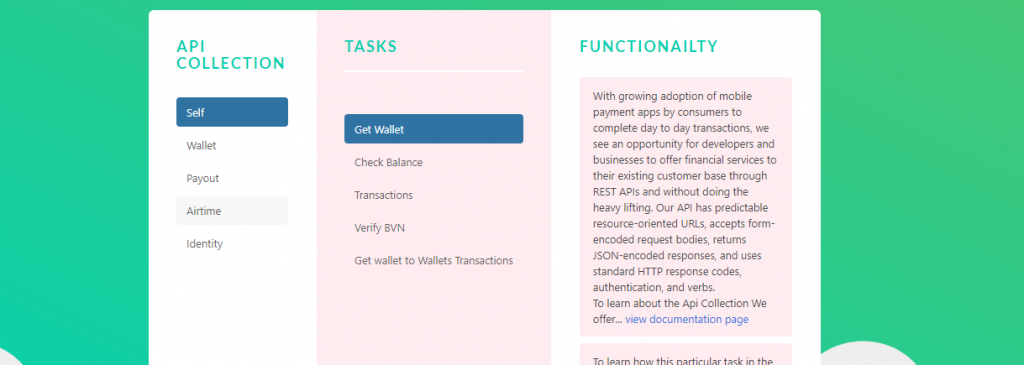 API
COLLECTION
Self
Wallet
Payout
Airtime
Identity
TASKS
Get Wallet
Check Balance
Transactions
Verify BVN
Get wallet to Wallets Transactions
FUNCTIONAILTY
With growing adoption of mobile
payment apps by consumers to
complete day to day transactions, we
see an opportunity for developers and
businesses to offer financial services to
their existing customer base through
REST APIs and without doing the
heavy lifting. Our API has predictable
resource-oriented URLs, accepts form-
encoded request bodies, returns
JSON-encoded responses, and uses
standard HTTP response codes,
authentication, and verbs.
To learn about the Api Collection We
offer... view documentation page
To learn how this particular task in the